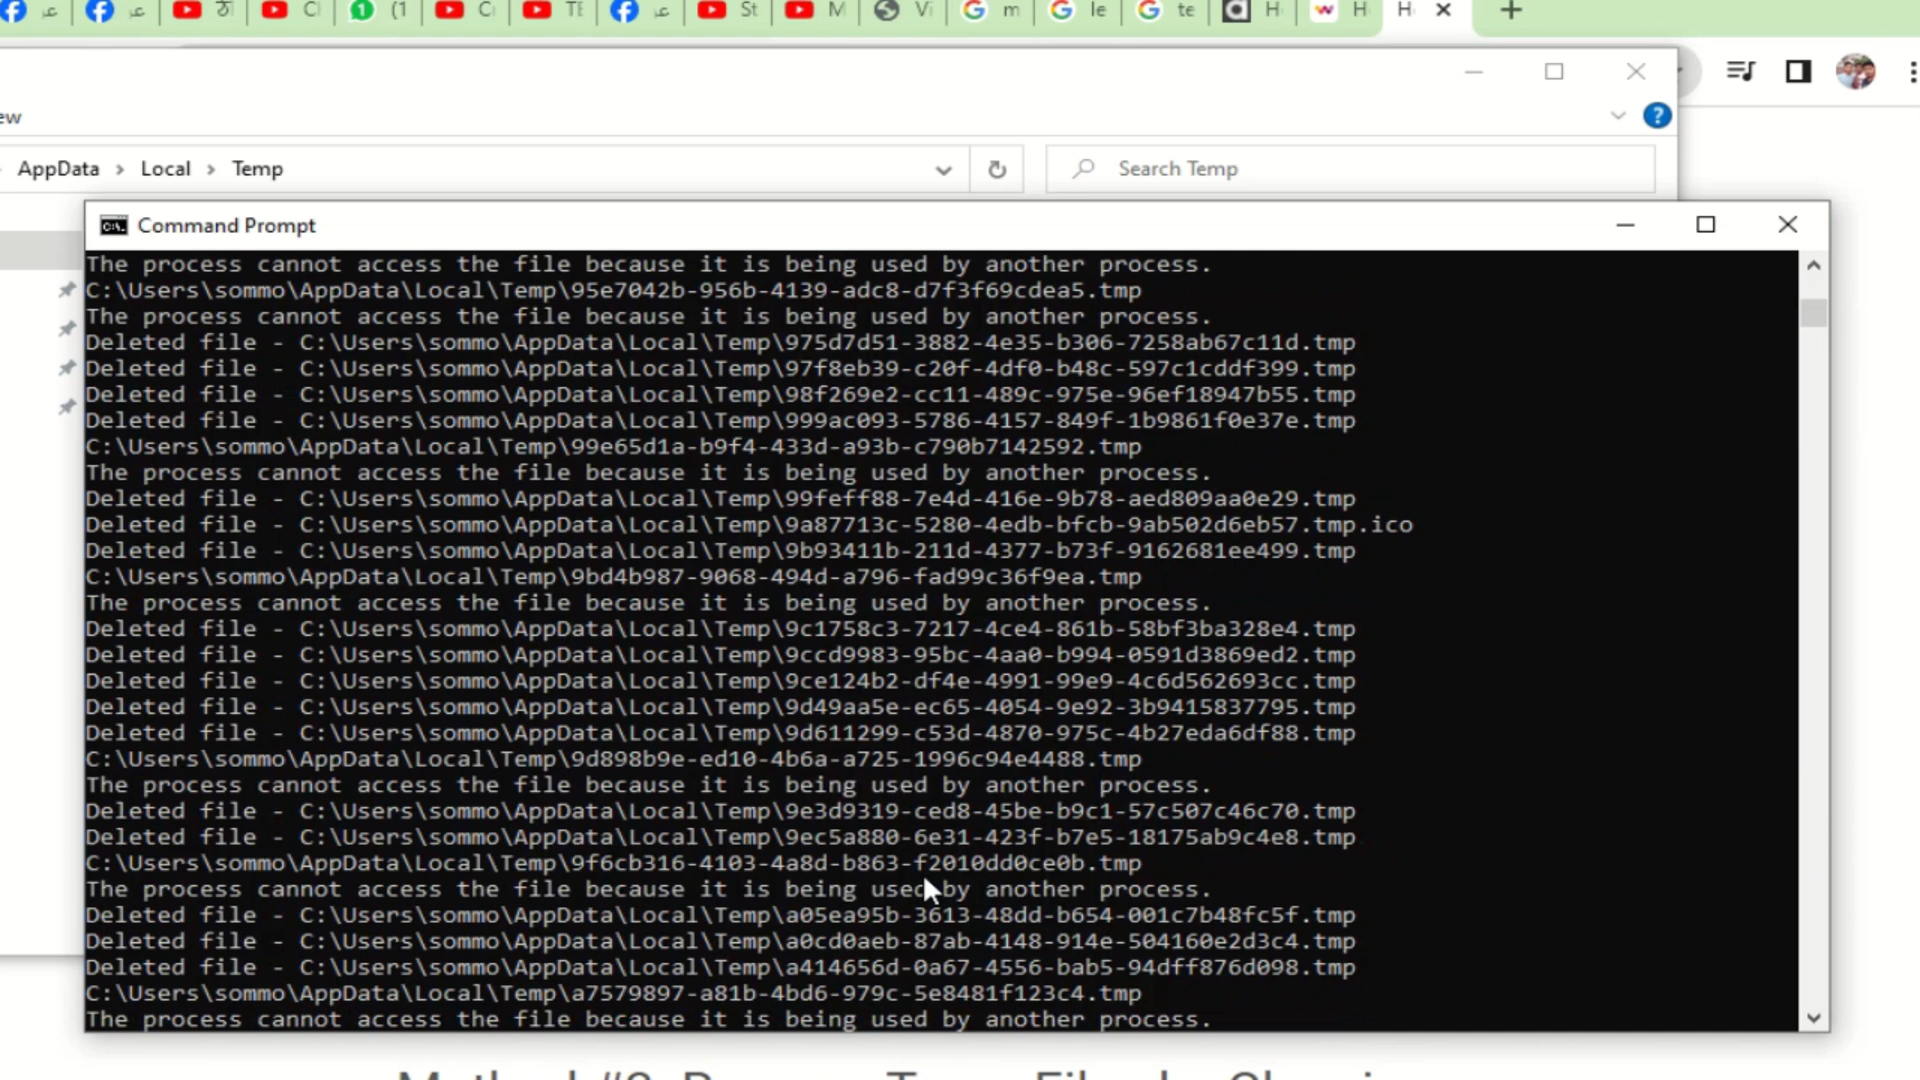 ew
AppData > Local > Temp
Search Temp
Command Prompt
The process cannot access the file because it is being used by another process.
C:\Users\sommo\AppData\Local\Temp\95e7042b-956b-4139-adc8-d7f3f69cdea5.tmp
The process cannot access the file because it is being used by another process.
Deleted file - C:\Users\sommo\AppData\Local\Temp\975d7d51-3882-4e35-b306-7258ab67c11d.tmp
Deleted file - C:\Users\sommo\AppData\Local\Temp\97f8eb39-c20f-4df0-b48c-597c1cddf399.tmp
Deleted file - C:\Users\sommo\AppData\Local\Temp\98f269e2-cc11-489c-975e-96ef18947b55.tmp
Deleted file - C:\Users\sommo\AppData\Local\Temp\999ac093-5786-4157-849f-1b9861f0e37e.tmp
C:\Users\sommo\AppData\Local\Temp\99e65d1a-b9f4-433d-a93b-c790b7142592.tmp
The process cannot access the file because it is being used by another process.
Deleted file - C:\Users\sommo\AppData\Local\Temp\99feff88-7e4d-416e-9b78-aed809aa0e29.tmp
Deleted file - C:\Users\sommo\AppData\Local\Temp\9a87713c-5280-4edb-bfcb-9ab502d6eb57.tmp.ico
Deleted file - C:\Users\sommo\AppData\Local\Temp\9b93411b-211d-4377-b73f-9162681ee499.tmp
C:\Users\sommo\AppData\Local\Temp\9bd4b987-9068-494d-a796-fad99c36f9ea.tmp
The process cannot access the file because it is being used by another process.
Deleted file - C:\Users\sommo\AppData\Local\Temp\9c1758c3-7217-4ce4-861b-58bf3ba328e4.tmp
Deleted file - C:\Users\sommo\AppData\Local\Temp\9ccd9983-95bc-4aa0-b994-0591d3869ed2.tmp
Deleted file - C:\Users\sommo\AppData\Local\Temp\9ce124b2-df4e-4991-99e9-4c6d562693cc.tmp
Deleted file - C:\Users\sommo\AppData\Local\Temp\9d49aa5e-ec65-4054-9e92-3b9415837795.tmp
Deleted file - C:\Users\sommo\AppData\Local\Temp\9d611299-c53d-4870-975c-4b27eda6df88.tmp
C:\Users\sommo\AppData\Local\Temp\9d898b9e-ed10-4b6a-a725-1996c94e4488.tmp
The process cannot access the file because it is being used by another process.
Deleted file - C:\Users\sommo\AppData\Local\Temp\9e3d9319-ced8-45be-b9c1-57c507c46c70.tmp
Deleted file - C:\Users\sommo\AppData\Local\Temp\9ec5a880-6e31-423f-b7e5-18175ab9c4e8.tmp
C:\Users\sommo\AppData\Local\Temp\9f6cb316-4103-4a8d-b863-f2010dd0ce0b.tmp
The process cannot access the file because it is being used by another process.
Deleted file - C:\Users\sommo\AppData\Local\Temp\a05ea95b-3613-48dd-b654-001c7b48fc5f.tmp
Deleted file - C:\Users\sommo\AppData\Local\Temp\a0cd0aeb-87ab-4148-914e-504160e2d3c4.tmp
Deleted file - C:\Users\sommo\AppData\Local\Temp\a414656d-0a67-4556-bab5-94dff876d098.tmp
C:\Users\sommo\AppData\Local\Temp\a7579897-a81b-4bd6-979c-5e8481f123c4.tmp
The process cannot access the file because it is being used by another process.